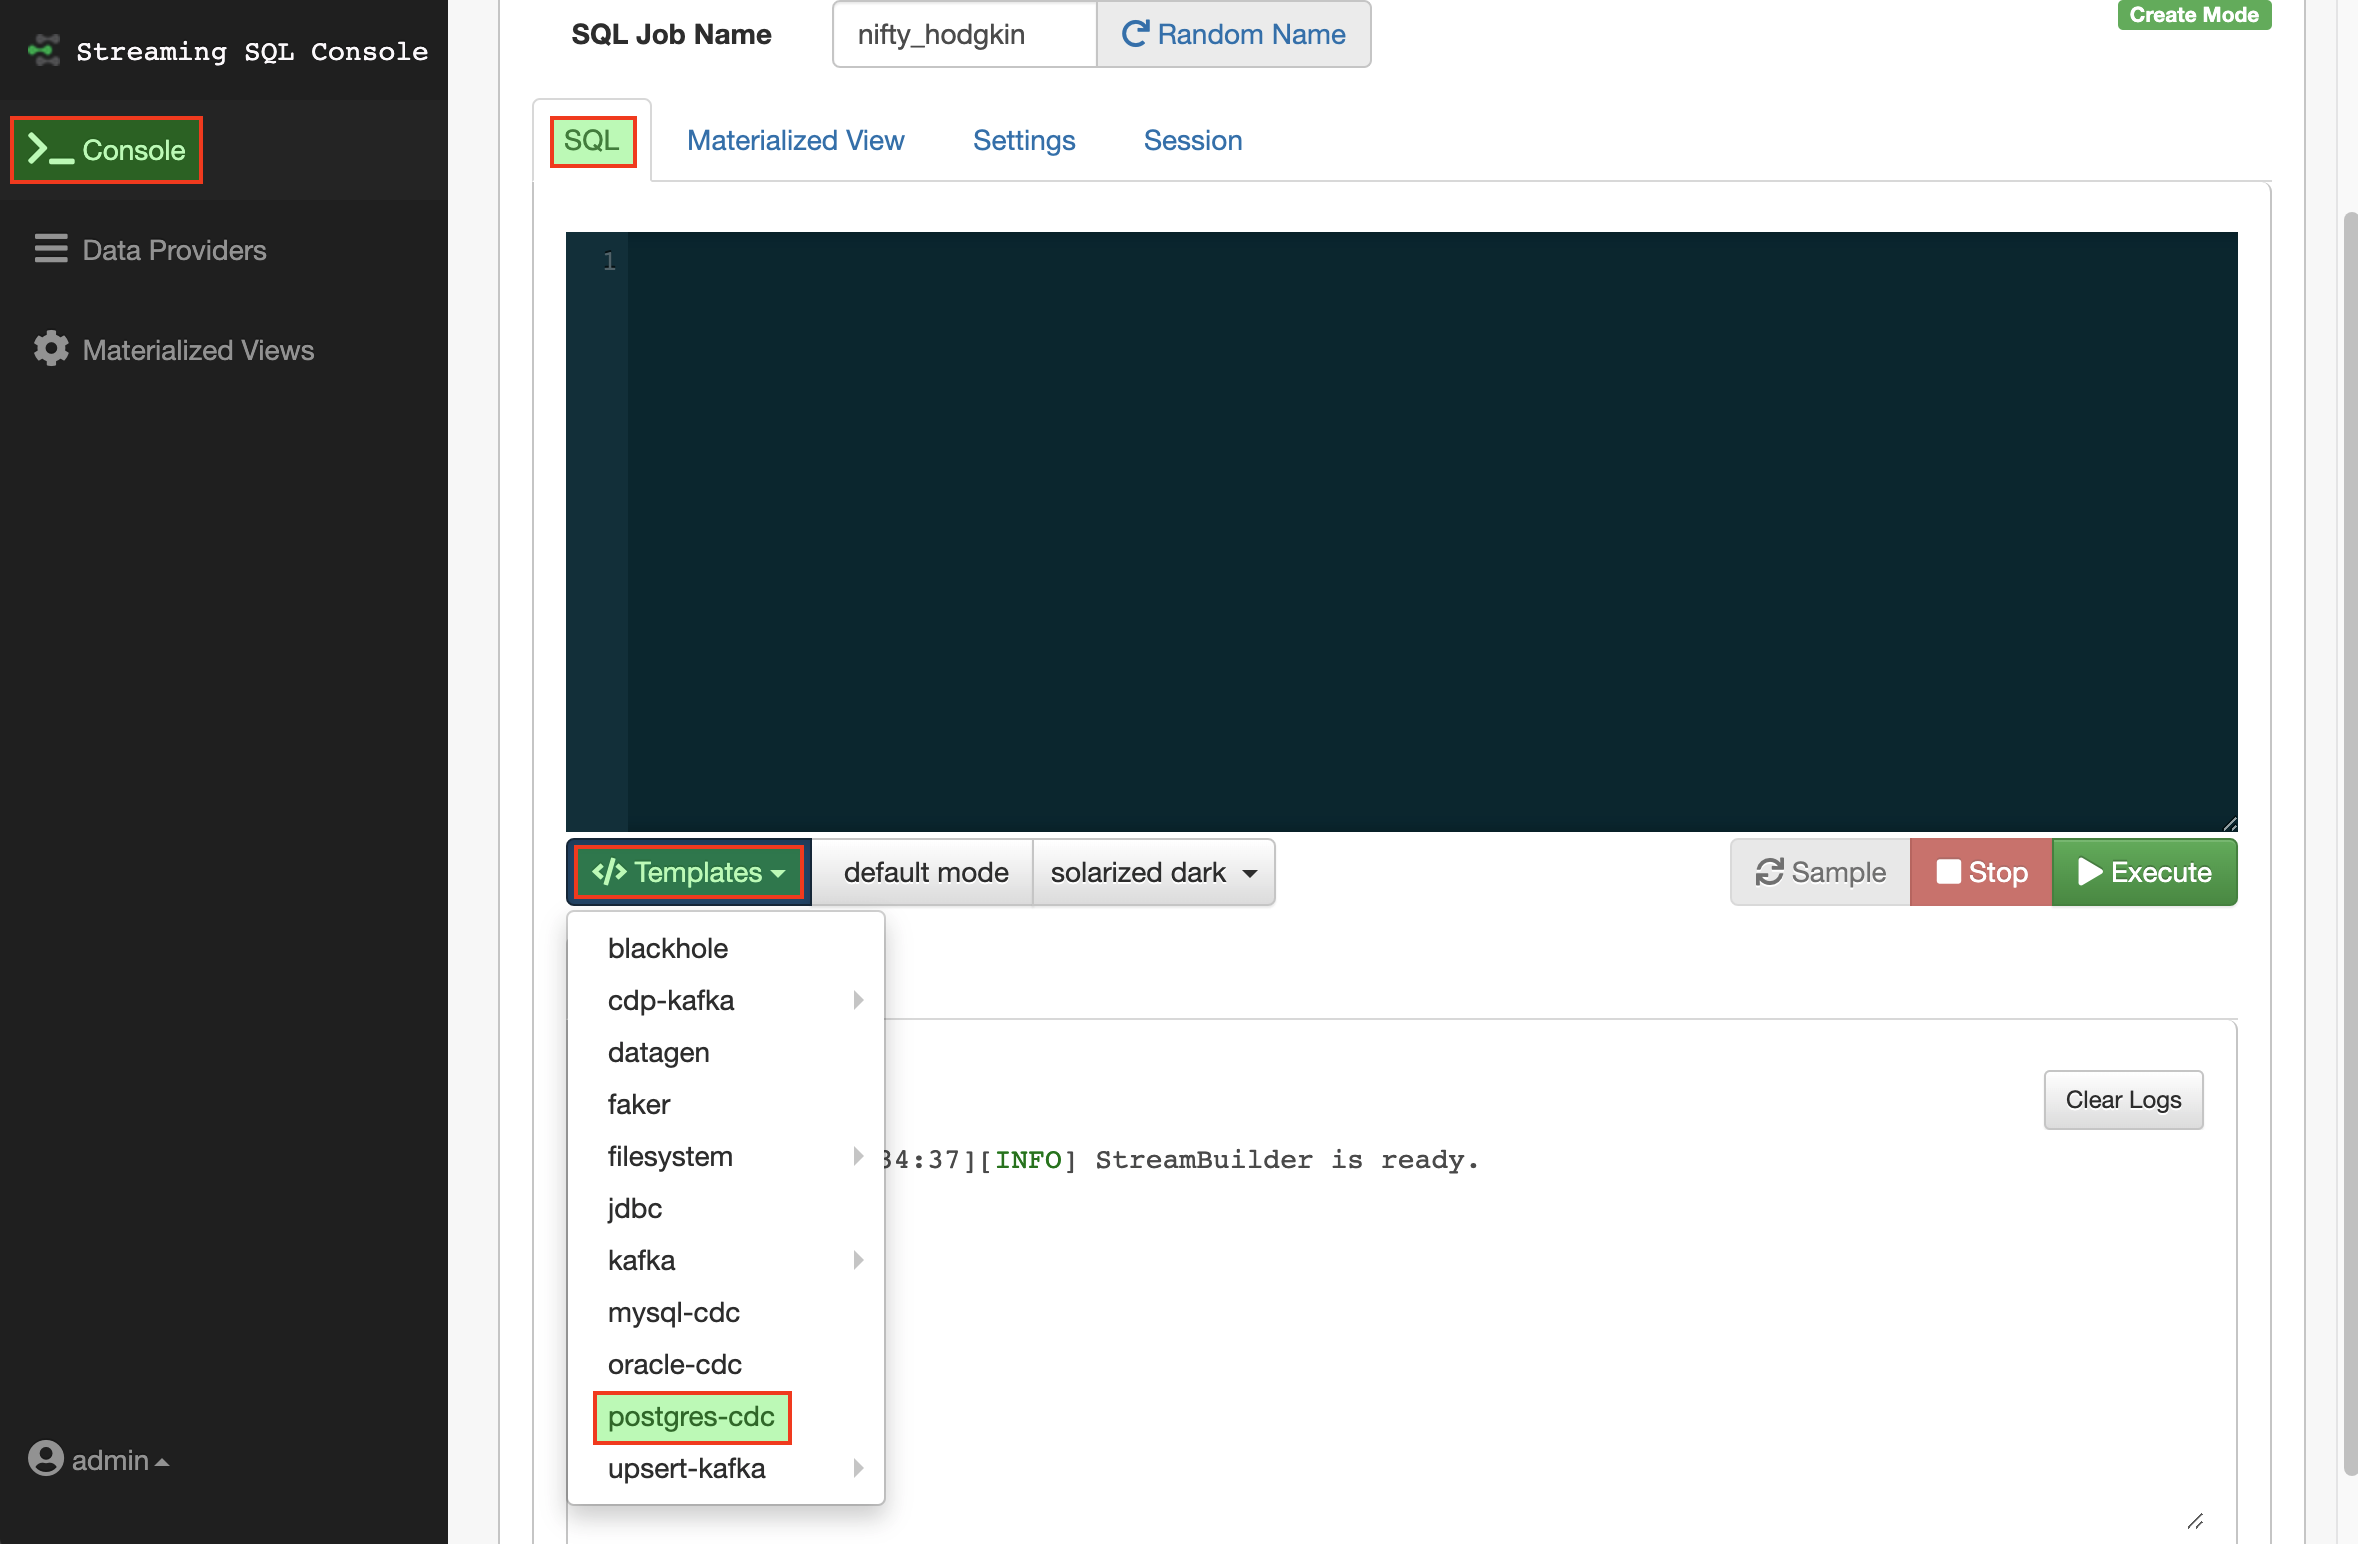 Streaming SQL Console
Console
Data Providers
Materialized Views
admin
SQL Job Name
nifty_hodgkin
Random Name
Create Mode
SQL
Materialized View
Settings
Session
1
</> Templates
default mode
solarized dark
Sample
Stop
Execute
blackhole
cdp-kafka
datagen
faker
filesystem
jdbc
kafka
mysql-cdc
oracle-cdc
postgres-cdc
upsert-kafka
Clear Logs
34:37][INFO] StreamBuilder is ready.